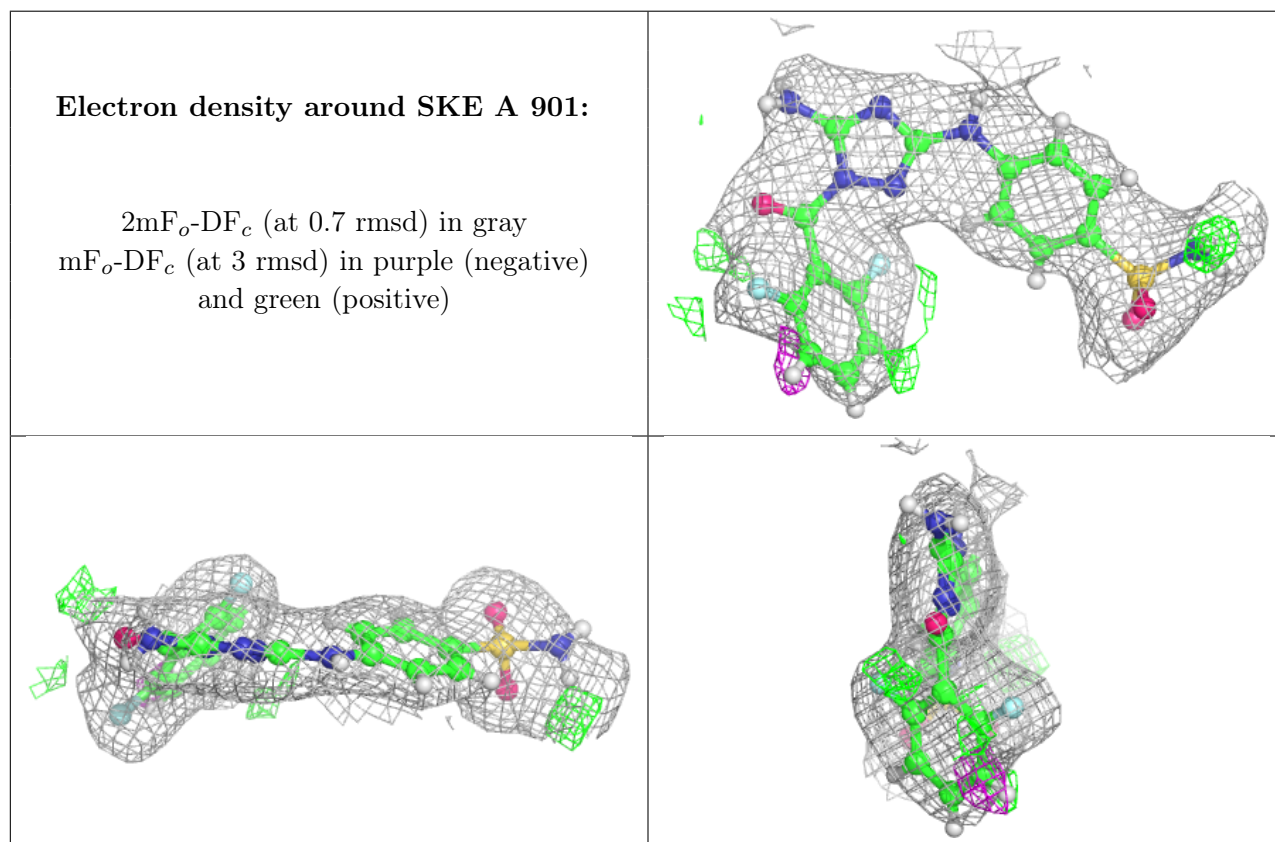 Electron density around SKE A 901:
2mFo-DFc (at 0.7 rmsd) in gray
mFo-DFc (at 3 rmsd) in purple (negative)
and green (positive)